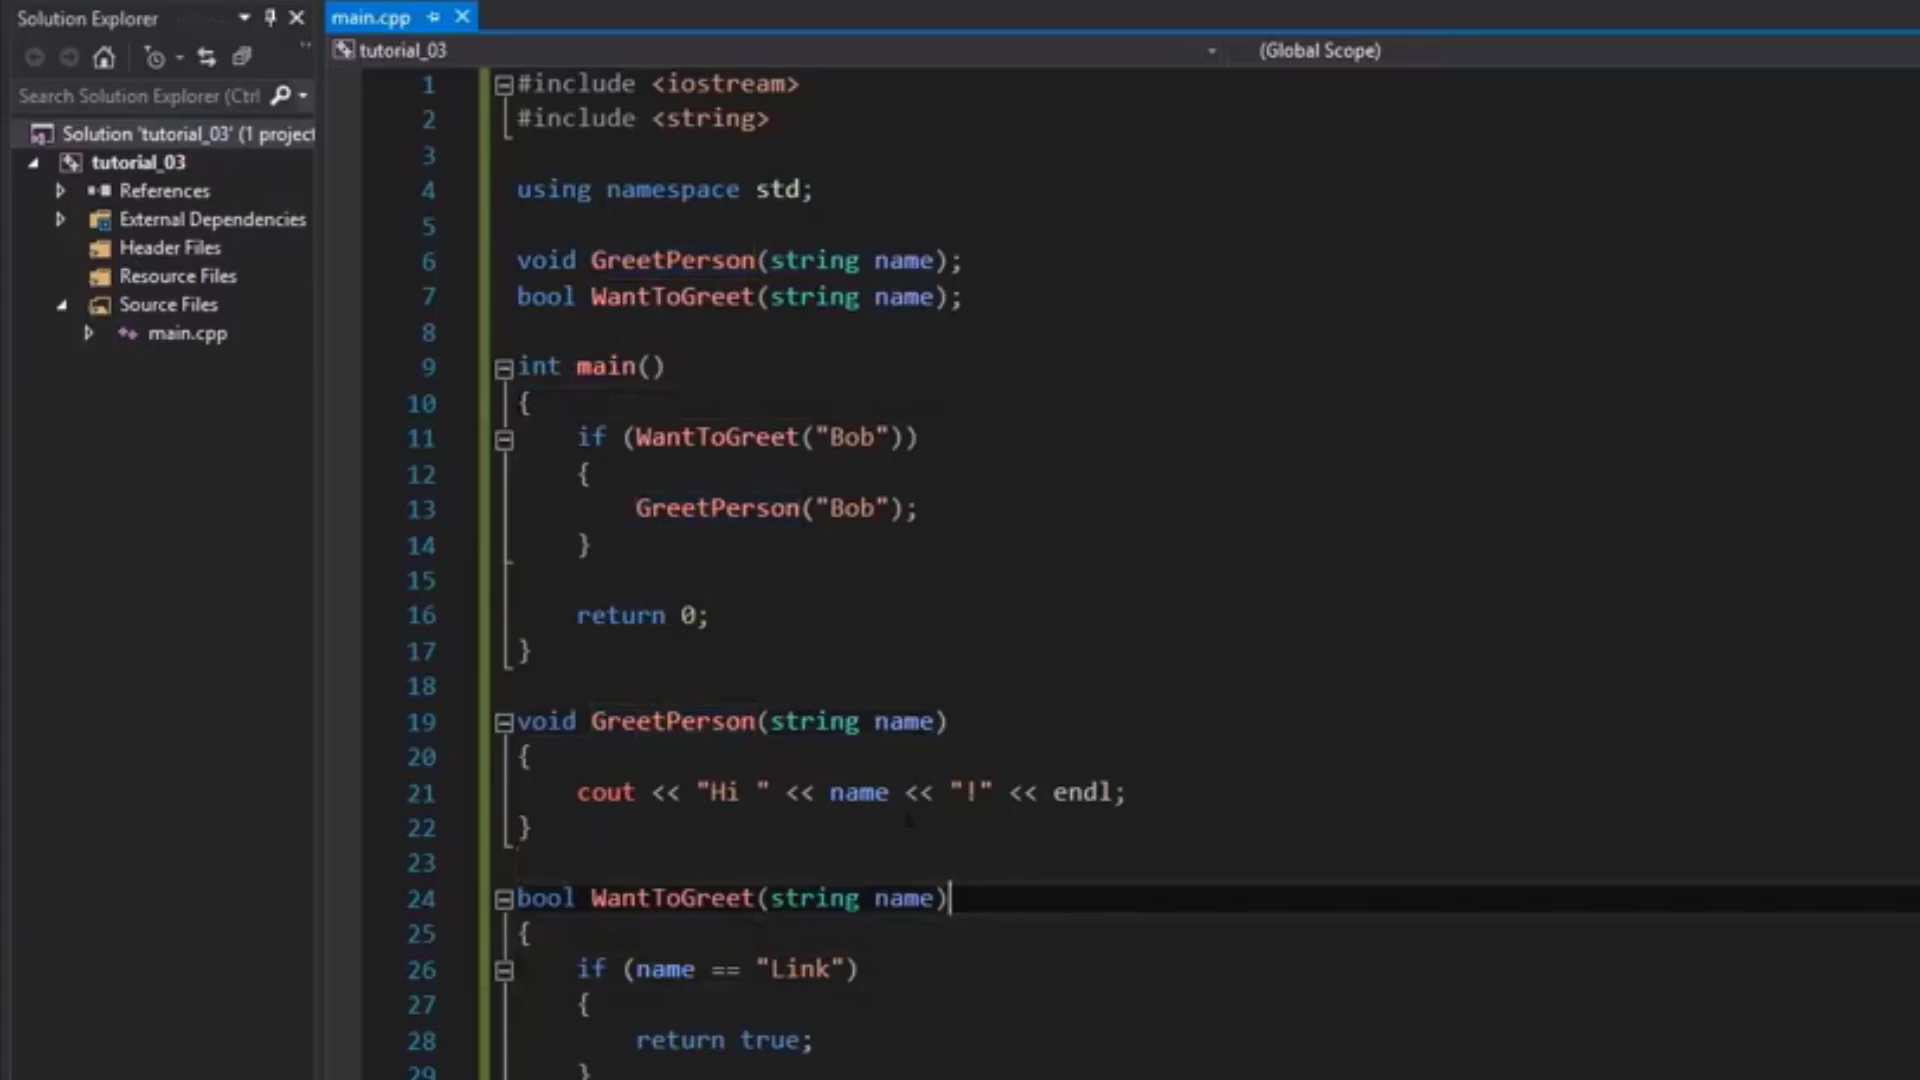 Solution Explorer
Search Solution Explorer (Ctrl
Solution 'tutorial_03' (1 project
tutorial_03
References
External Dependencies
Header Files
Resource Files
Source Files
main.cpp
main.cpp
tutorial_03 (Global Scope)
1 #include <iostream>
2 #include <string>
3
4 using namespace std;
5
6 void GreetPerson(string name);
7 bool WantToGreet(string name);
8
9 int main()
10 {
11     if (WantToGreet("Bob"))
12     {
13         GreetPerson("Bob");
14     }
15
16     return 0;
17 }
18
19 void GreetPerson(string name)
20 {
21     cout << "Hi " << name << "!" << endl;
22 }
23
24 bool WantToGreet(string name)
25 {
26     if (name == "Link")
27     {
28         return true;
29     }